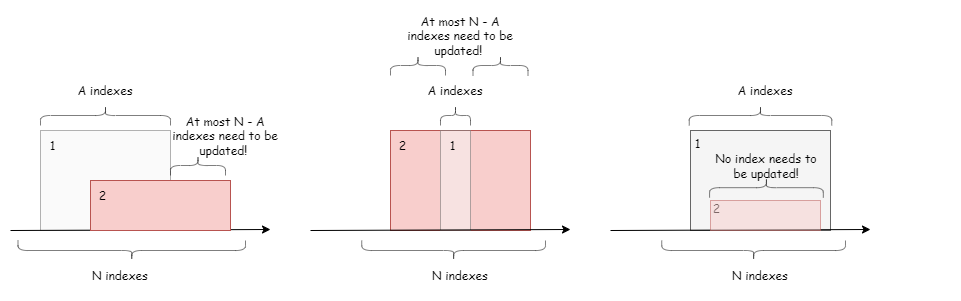 A indexes
At most N - A
indexes need to be
updated!
1
2
N indexes
At most N - A
indexes need to be
updated!
A indexes
2
1
N indexes
A indexes
1
No index needs to
be updated!
2
N indexes